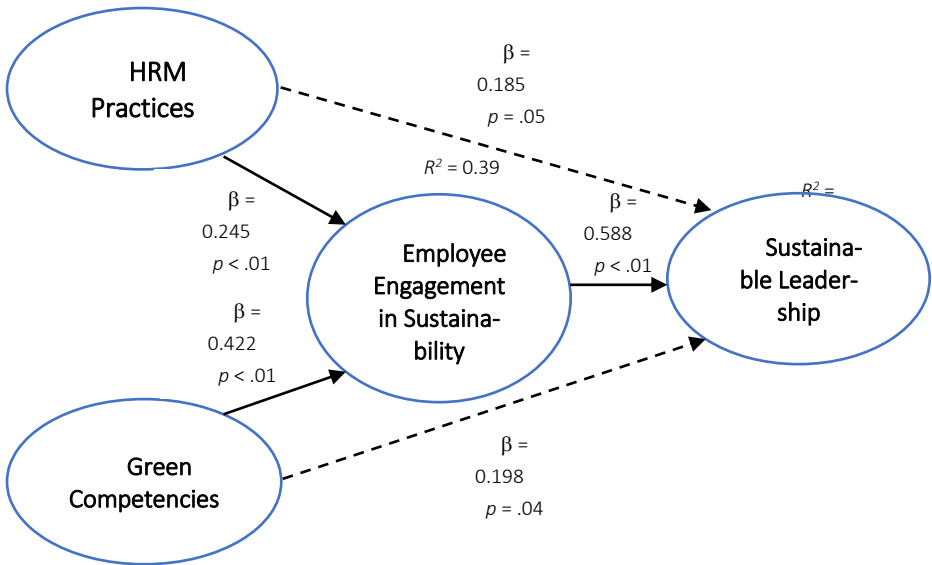 HRM
Practices
β =
0.185
p = .05
R² = 0.39
β =
0.245
p < .01
Employee
Engagement
in Sustaina-
bility
β =
0.588
p < .01
R² =
Sustaina-
ble Leader-
ship
β =
0.422
p < .01
Green
Competencies
β =
0.198
p = .04